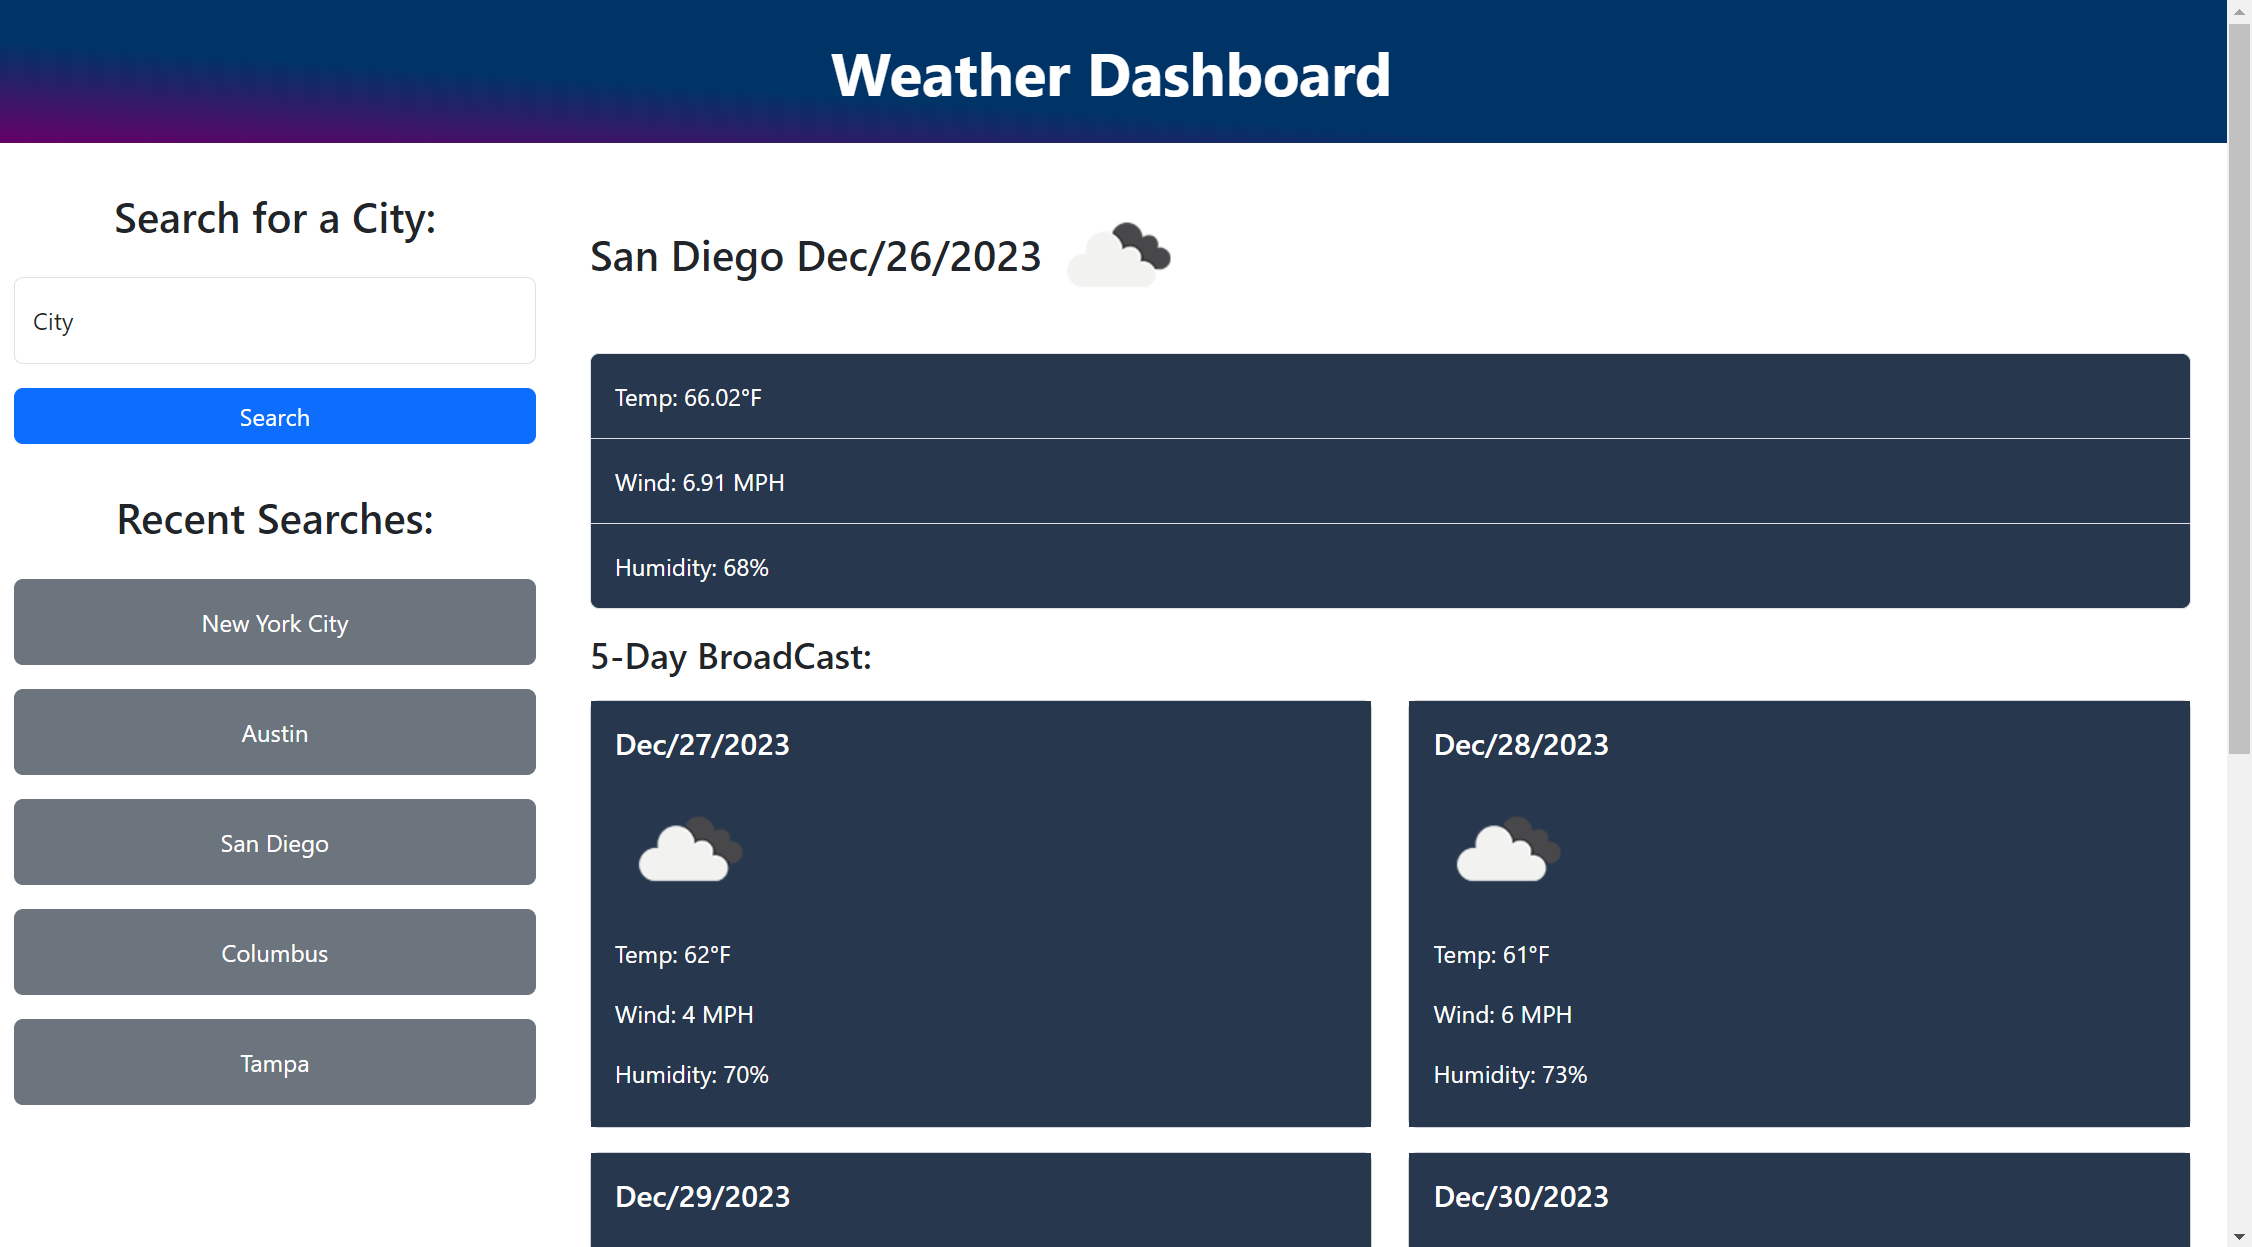 Weather Dashboard
Search for a City:
City
Search
Recent Searches:
New York City
Austin
San Diego
Columbus
Tampa
San Diego Dec/26/2023
Temp: 66.02°F
Wind: 6.91 MPH
Humidity: 68%
5-Day BroadCast:
Dec/27/2023
Temp: 62°F
Wind: 4 MPH
Humidity: 70%
Dec/28/2023
Temp: 61°F
Wind: 6 MPH
Humidity: 73%
Dec/29/2023
Dec/30/2023